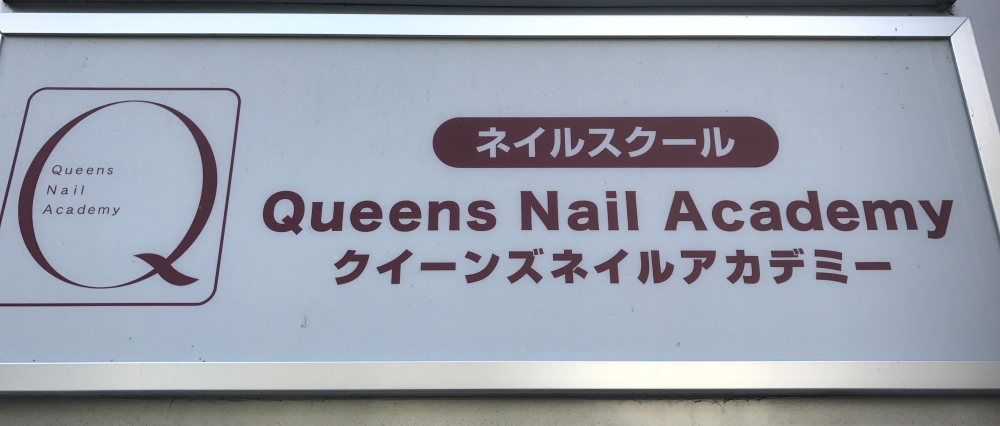 Q
Queens
Nail
Academy
ネイルスクール
Queens Nail Academy
クイーンズネイルアカデミー